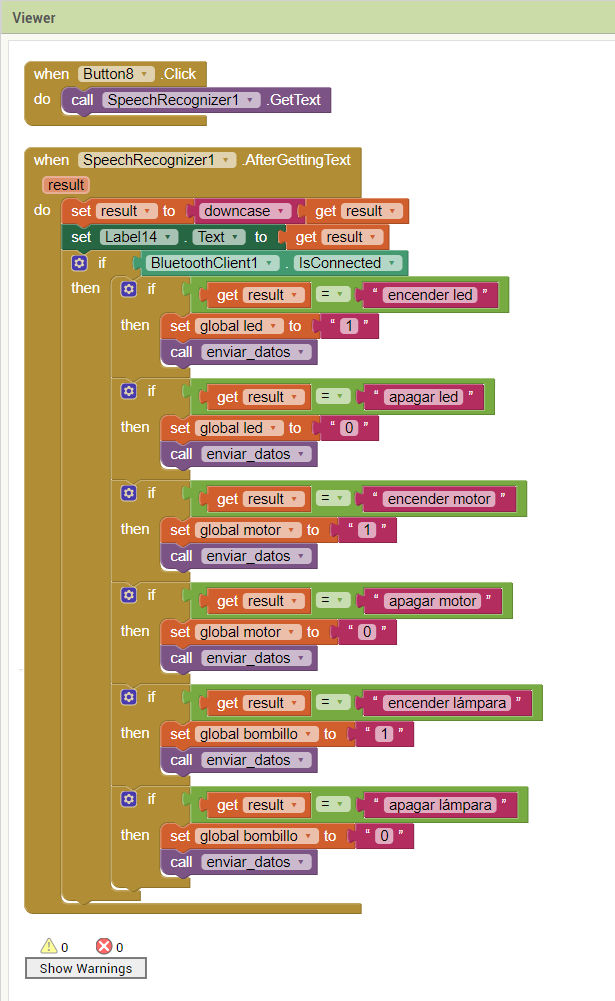 Viewer
when Button8 .Click
do call SpeechRecognizer1 .GetText
when SpeechRecognizer1 .AfterGettingText
result
do set result to downcase get result
set Label14 . Text to get result
if BluetoothClient1 . IsConnected
then if get result = “ encender led ”
then set global led to “ 1 ”
call enviar_datos
if get result = “ apagar led ”
then set global led to “ 0 ”
call enviar_datos
if get result = “ encender motor ”
then set global motor to “ 1 ”
call enviar_datos
if get result = “ apagar motor ”
then set global motor to “ 0 ”
call enviar_datos
if get result = “ encender lámpara ”
then set global bombillo to “ 1 ”
call enviar_datos
if get result = “ apagar lámpara ”
then set global bombillo to “ 0 ”
call enviar_datos
0 0
Show Warnings